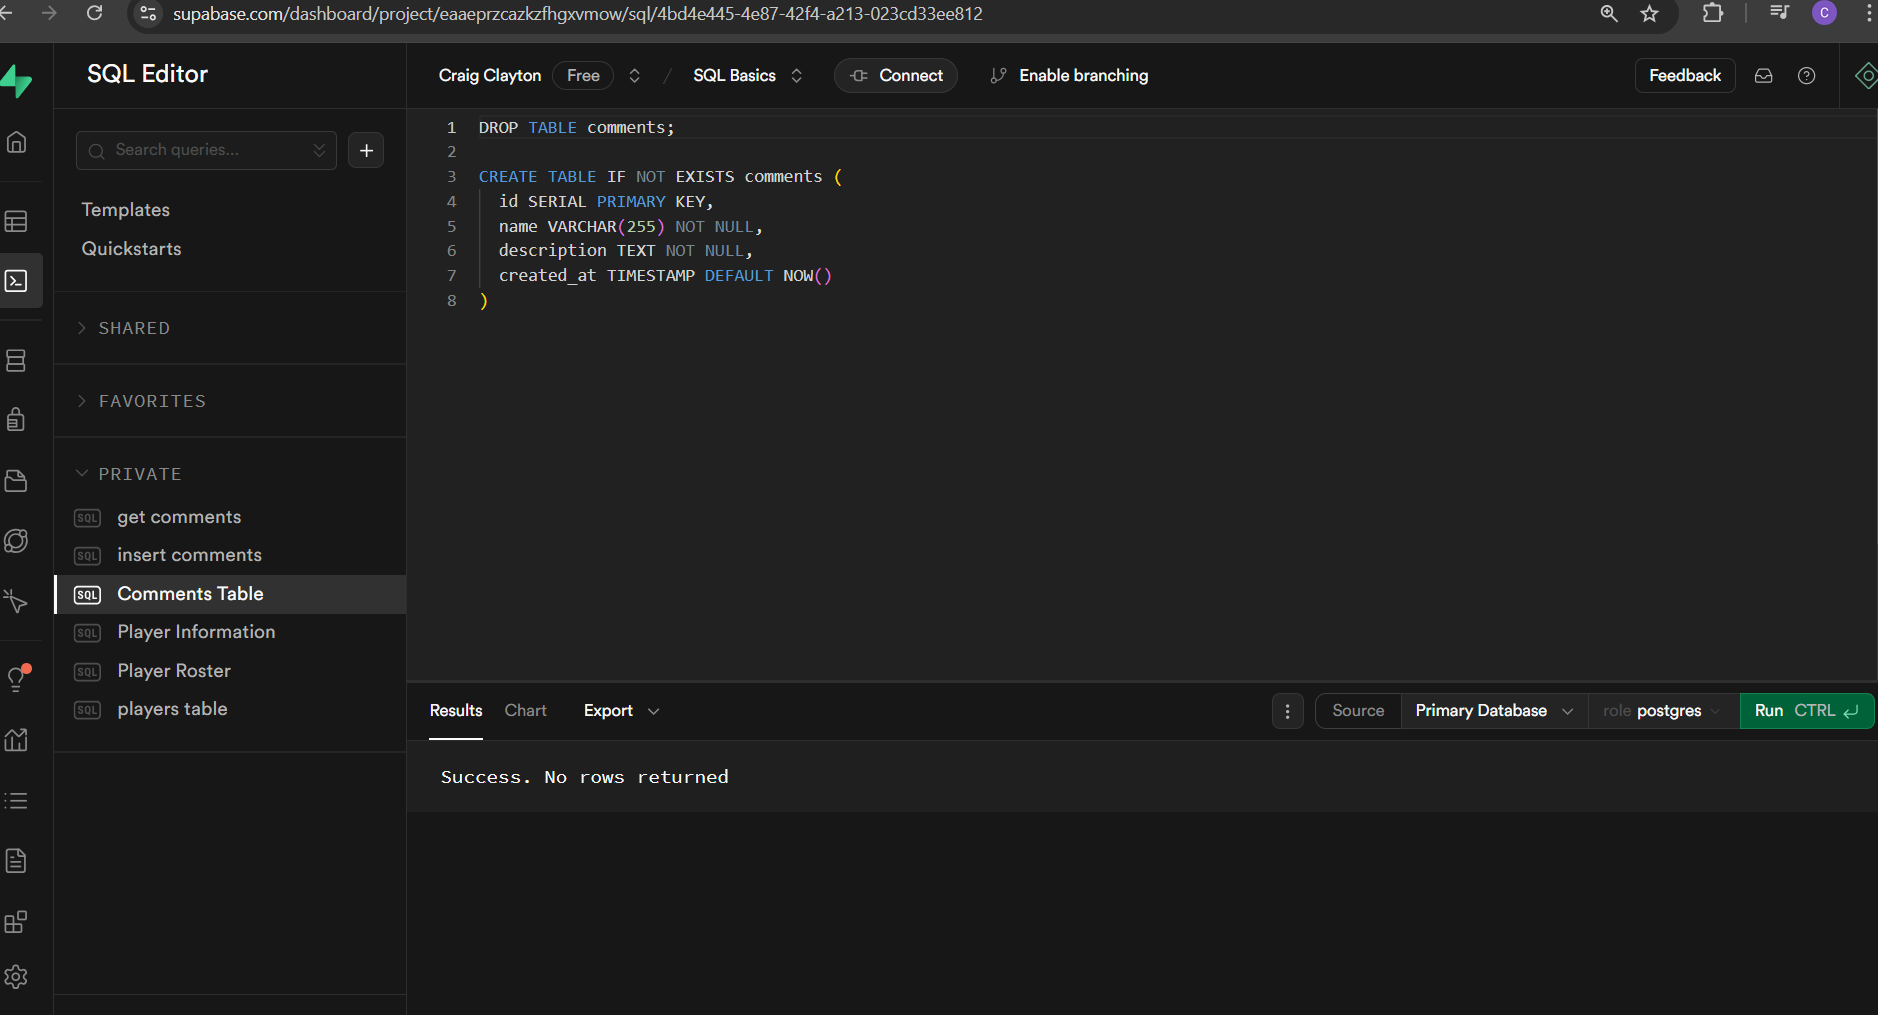 supabase.com/dashboard/project/eaaeprzcazkzfhgxvmow/sql/4bd4e445-4e87-42f4-a213-023cd33ee812
C
SQL Editor
Craig Clayton Free / SQL Basics Connect Enable branching Feedback
Search queries...
Templates
Quickstarts
SHARED
FAVORITES
PRIVATE
SQL get comments
SQL insert comments
SQL Comments Table
SQL Player Information
SQL Player Roster
SQL players table
1 DROP TABLE comments;
2
3 CREATE TABLE IF NOT EXISTS comments (
4 id SERIAL PRIMARY KEY,
5 name VARCHAR(255) NOT NULL,
6 description TEXT NOT NULL,
7 created_at TIMESTAMP DEFAULT NOW()
8 )
Results Chart Export Source Primary Database role postgres Run CTRL
Success. No rows returned